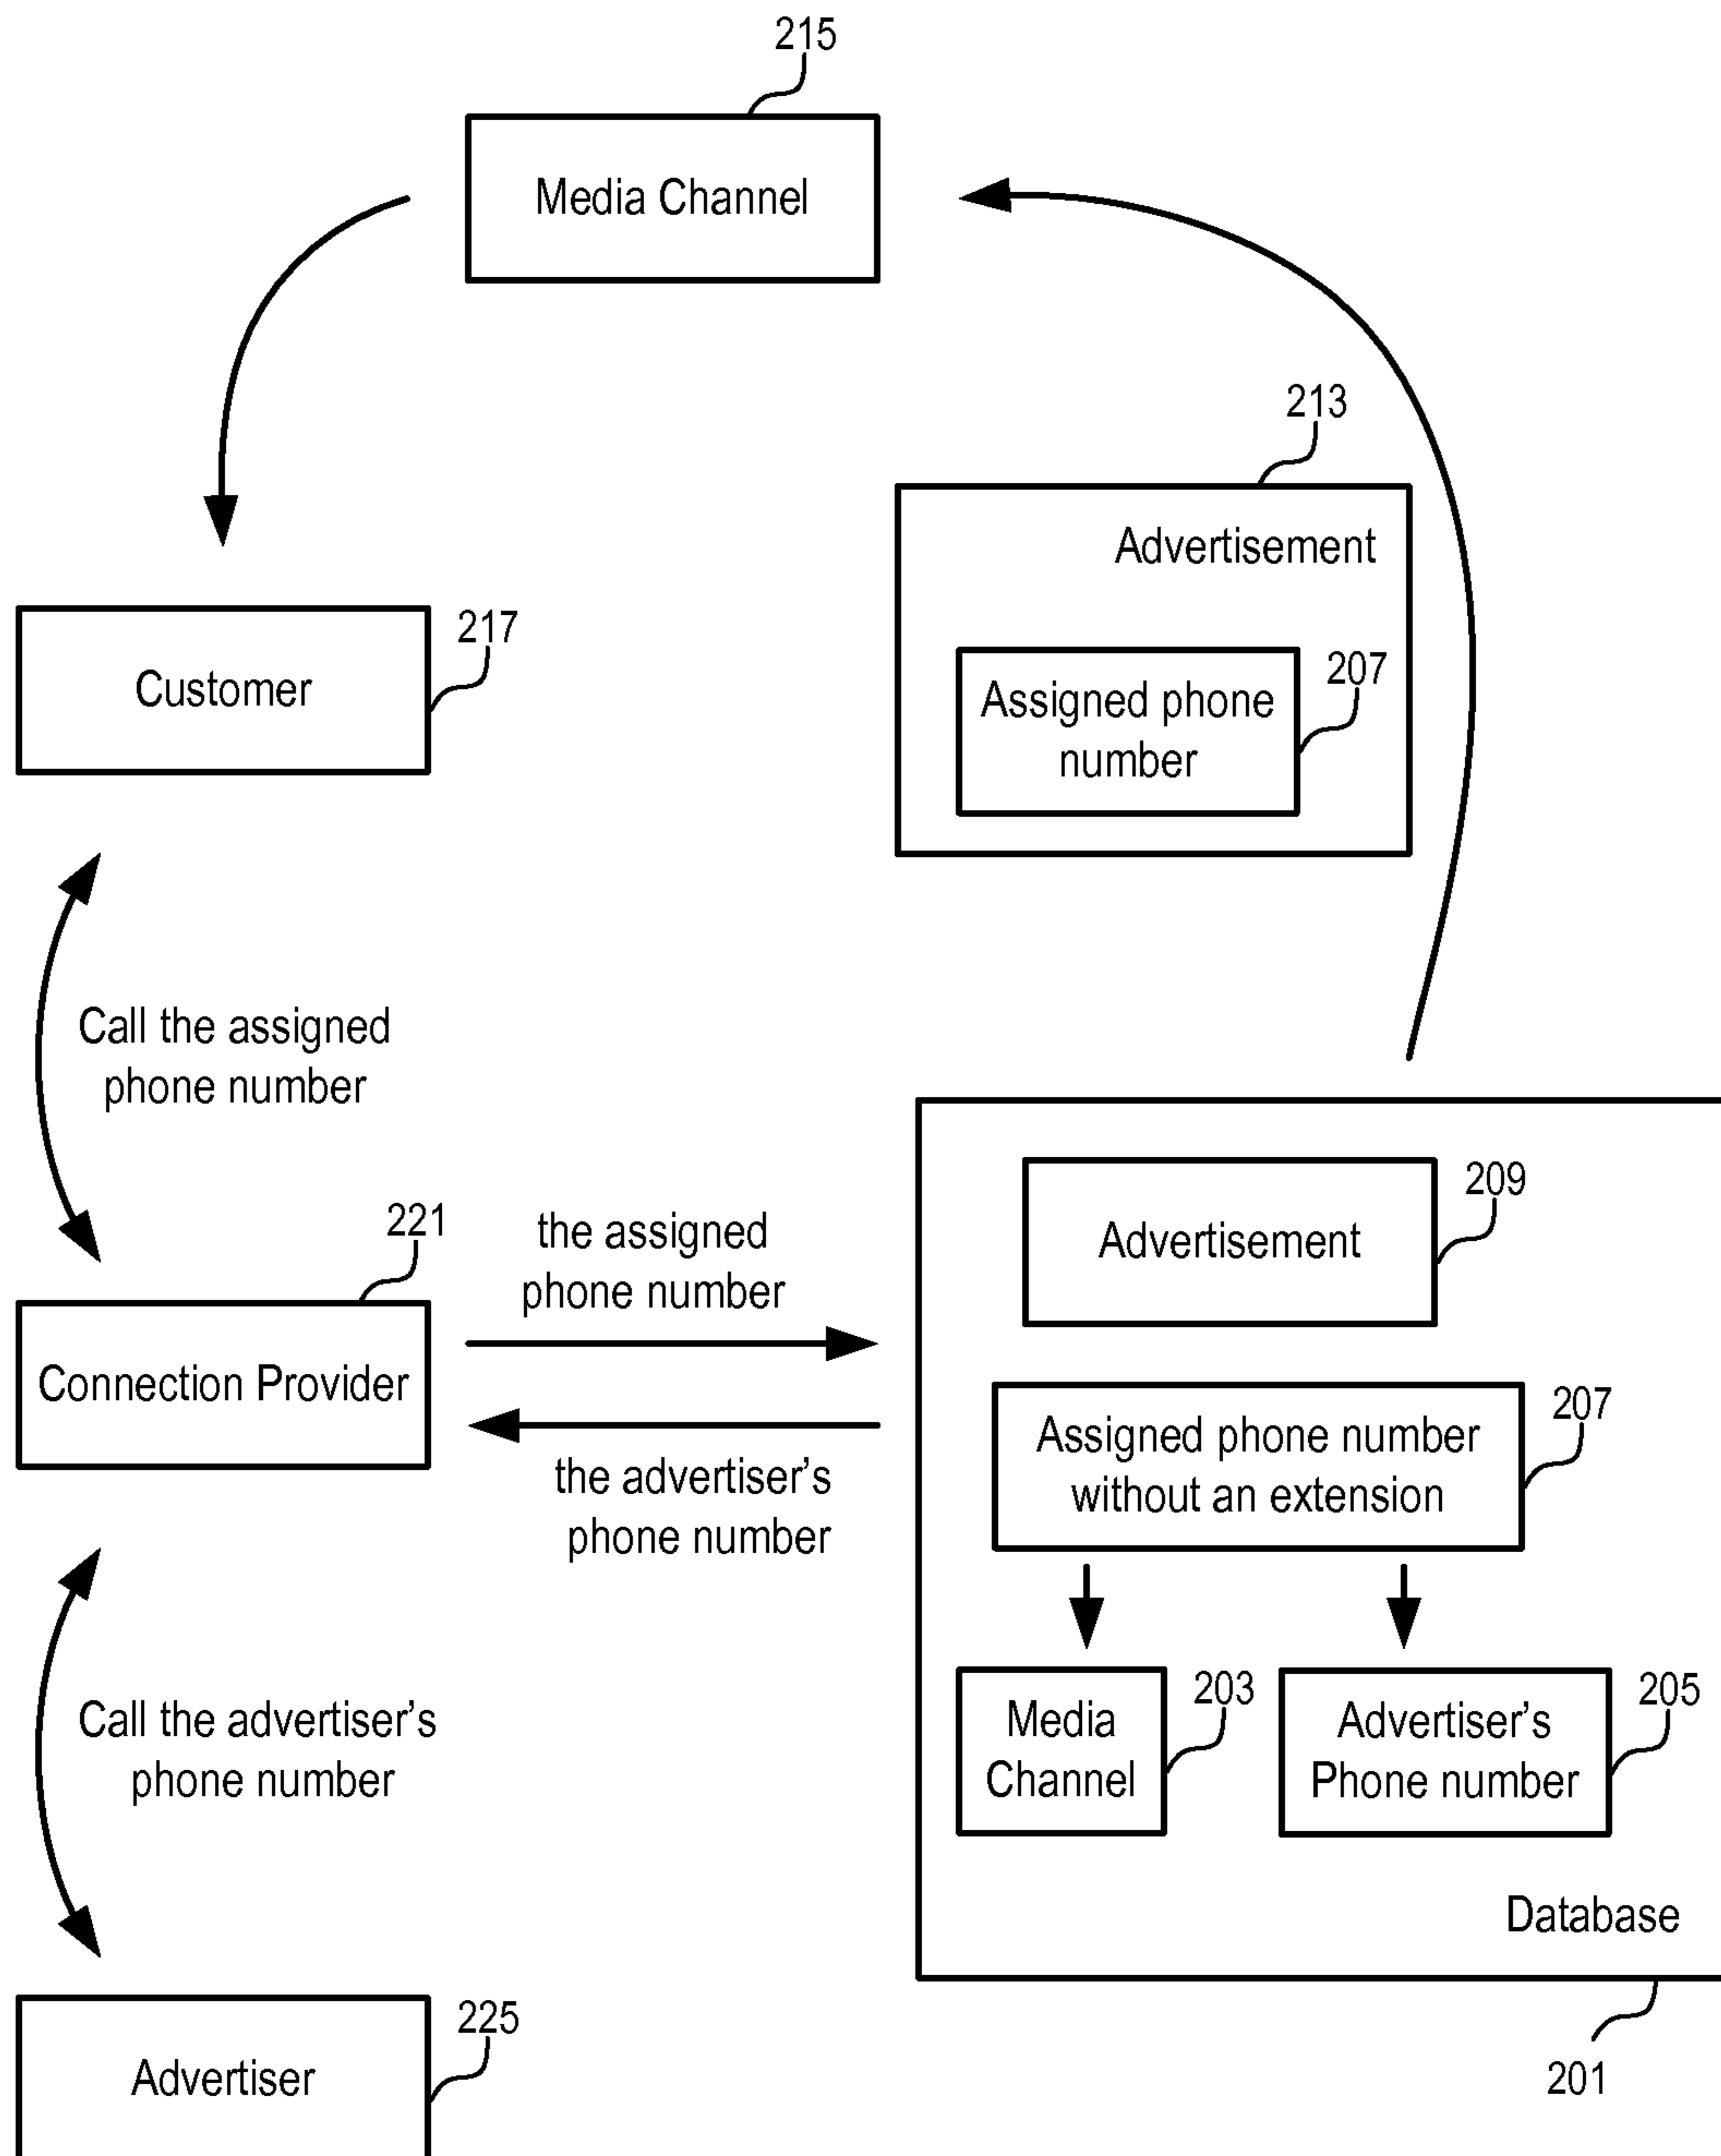 215
Media Channel
213
Advertisement
217
Customer
207
Assigned phone
number
Call the assigned
phone number
209
Advertisement
221
Connection Provider
the assigned
phone number
the advertiser's
phone number
207
Assigned phone number
without an extension
203
Media
Channel
205
Advertiser's
Phone number
Call the advertiser's
phone number
Database
201
225
Advertiser